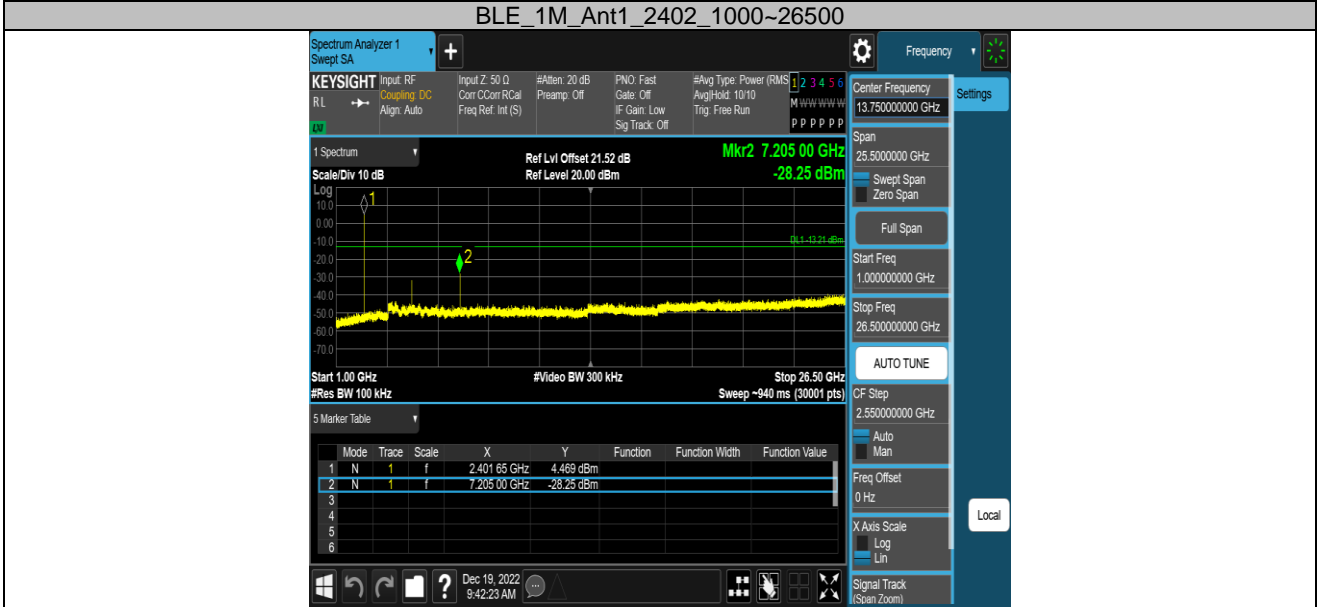 BLE_1M_Ant1_2402_1000~26500
Spectrum Analyzer 1
Swept SA
+
Frequency
KEYSIGHT
RL
LXI
Input: RF
Coupling: DC
Align: Auto
Input Z: 50 Ω
Corr CCorr RCal
Freq Ref: Int (S)
#Atten: 20 dB
Preamp: Off
PNO: Fast
Gate: Off
IF Gain: Low
Sig Track: Off
#Avg Type: Power (RMS
Avg|Hold: 10/10
Trig: Free Run
1 2 3 4 5 6
M W W W W W
P P P P P P
1 Spectrum
Scale/Div 10 dB
Ref Lvl Offset 21.52 dB
Ref Level 20.00 dBm
Mkr2 7.205 00 GHz
-28.25 dBm
Log
10.0
0.00
-10.0
-20.0
-30.0
-40.0
-50.0
-60.0
-70.0
1
2
DL1 -13.21 dBm
Start 1.00 GHz
#Res BW 100 kHz
#Video BW 300 kHz
Stop 26.50 GHz
Sweep ~940 ms (30001 pts)
5 Marker Table
Mode Trace Scale X Y Function Function Width Function Value
1 N 1 f 2.401 65 GHz 4.469 dBm
2 N 1 f 7.205 00 GHz -28.25 dBm
3
4
5
6
?
Dec 19, 2022
9:42:23 AM
Center Frequency
13.750000000 GHz
Settings
Span
25.5000000 GHz
Swept Span
Zero Span
Full Span
Start Freq
1.000000000 GHz
Stop Freq
26.500000000 GHz
AUTO TUNE
CF Step
2.550000000 GHz
Auto
Man
Freq Offset
0 Hz
X Axis Scale
Log
Lin
Local
Signal Track
(Span Zoom)